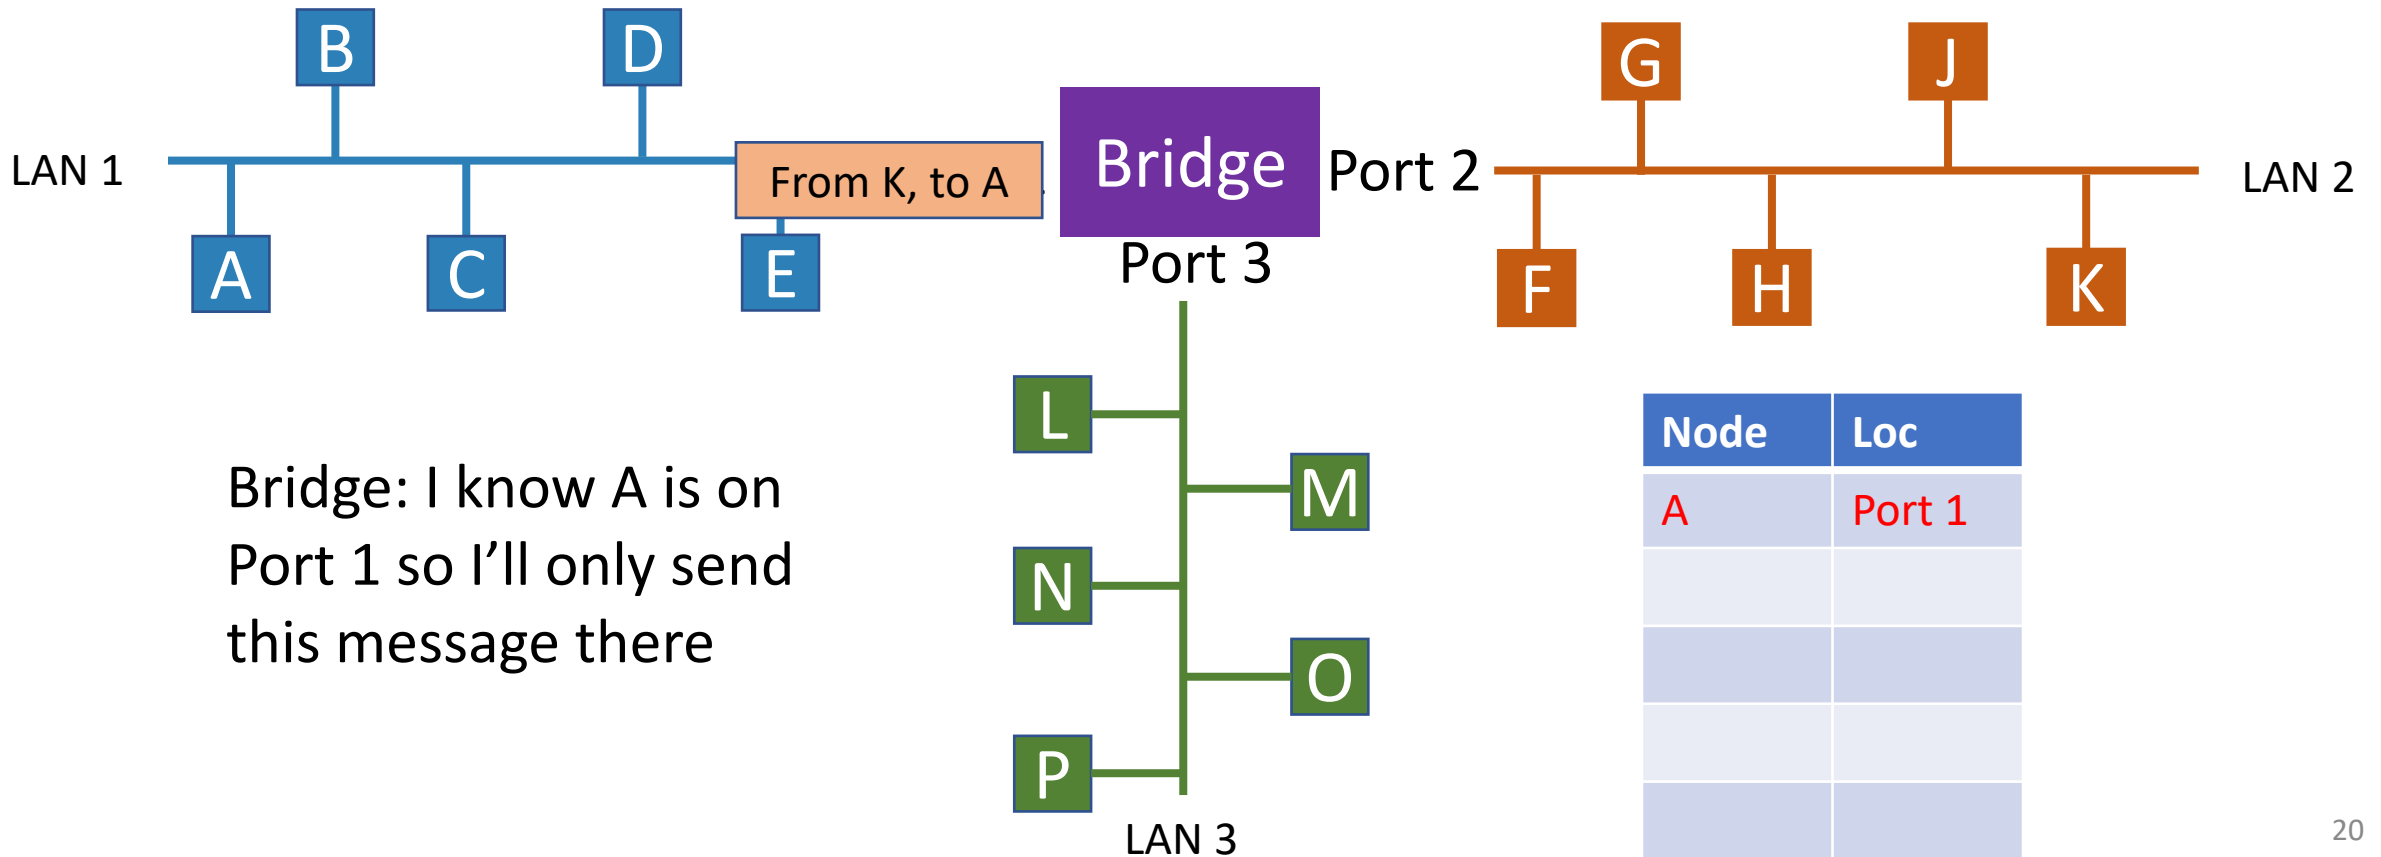 B
D
G
J
LAN 1
From K, to A
Bridge
Port 2
LAN 2
A
C
E
Port 3
F
H
K
L
M
N
O
P
LAN 3
Bridge: I know A is on
Port 1 so I’ll only send
this message there
Node Loc
A Port 1
20